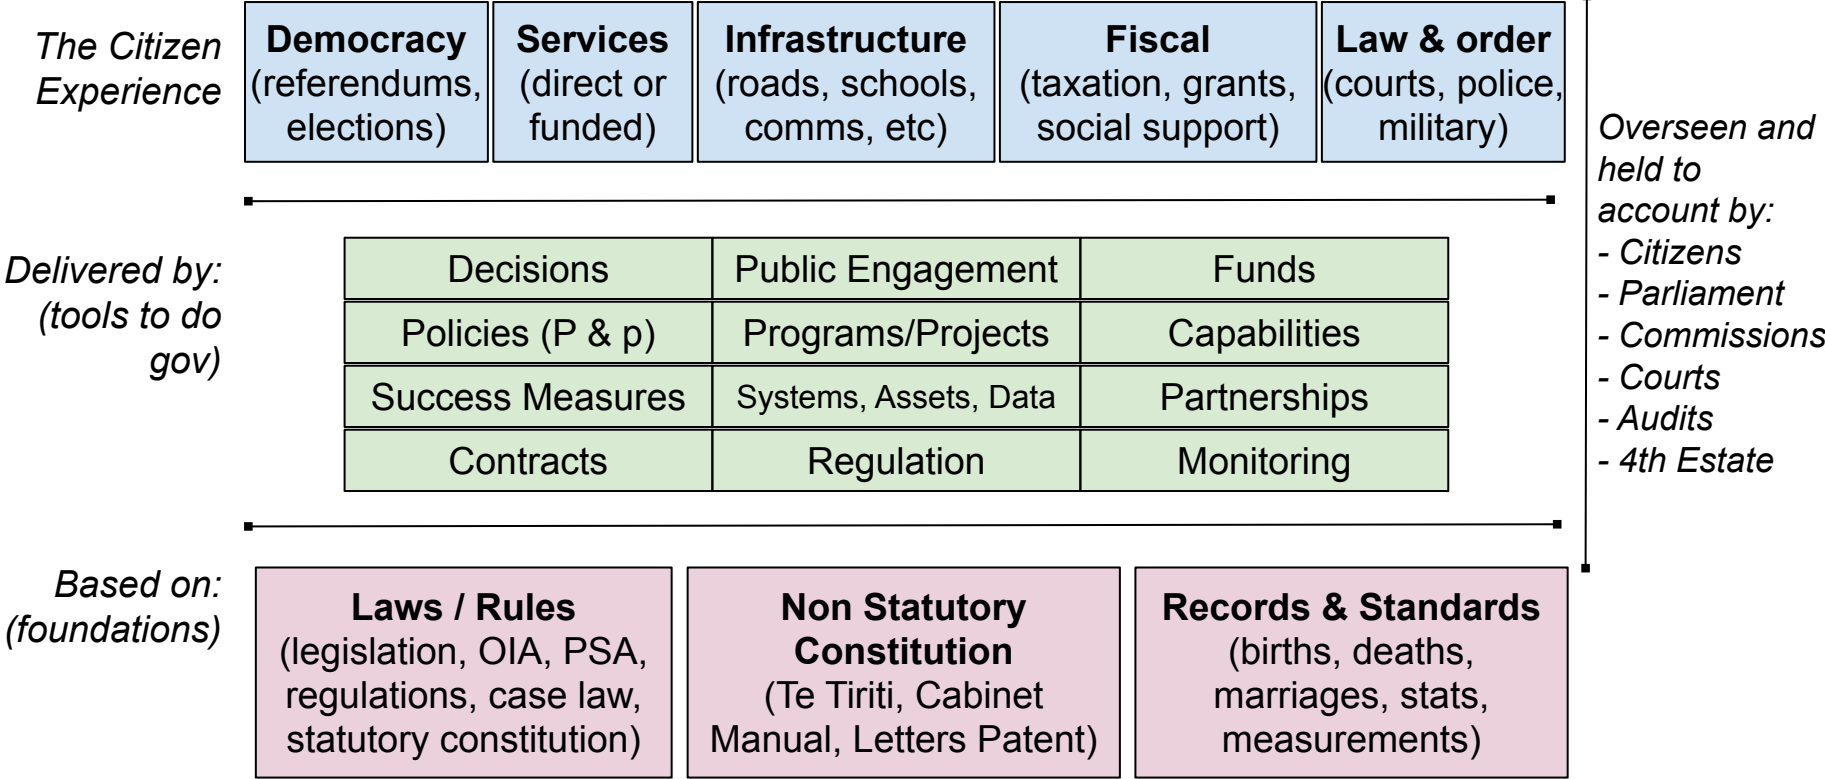 The Citizen
Experience
Democracy
(referendums,
elections)
Services
(direct or
funded)
Infrastructure
(roads, schools,
comms, etc)
Fiscal
(taxation, grants,
social support)
Law & order
(courts, police,
military)
Delivered by:
(tools to do
gov)
Decisions
Public Engagement
Funds
Policies (P & p)
Programs/Projects
Capabilities
Success Measures
Systems, Assets, Data
Partnerships
Contracts
Regulation
Monitoring
Based on:
(foundations)
Laws / Rules
(legislation, OIA, PSA,
regulations, case law,
statutory constitution)
Non Statutory
Constitution
(Te Tiriti, Cabinet
Manual, Letters Patent)
Records & Standards
(births, deaths,
marriages, stats,
measurements)
Overseen and
held to
account by:
- Citizens
- Parliament
- Commissions
- Courts
- Audits
- 4th Estate